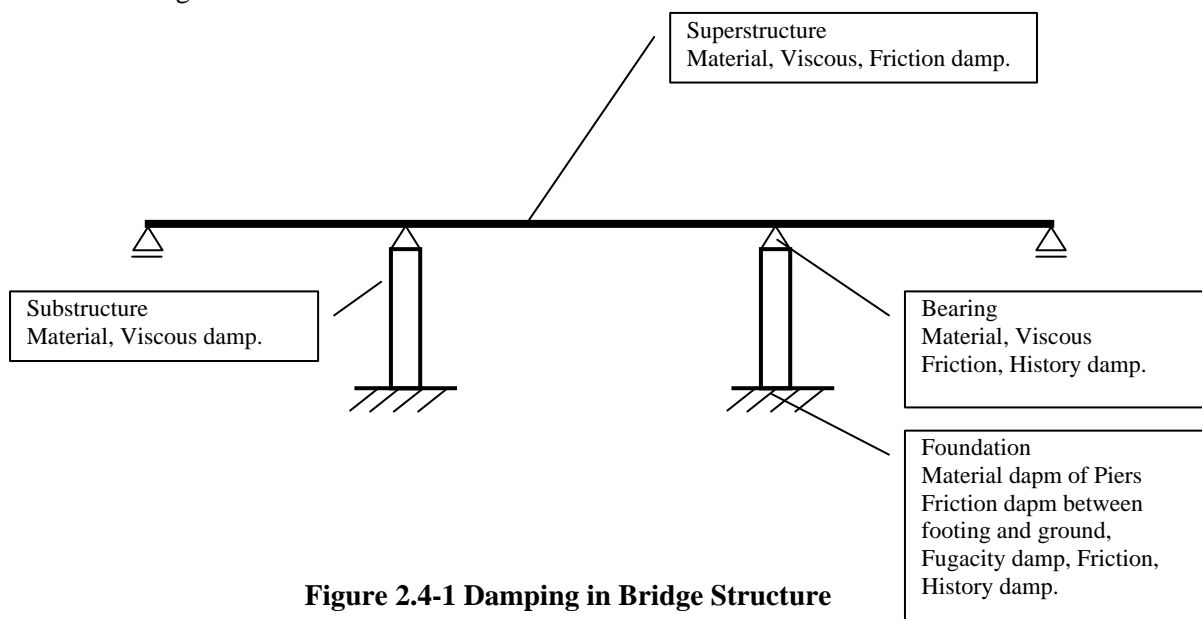 Superstructure
Material, Viscous, Friction damp.
Substructure
Material, Viscous damp.
Bearing
Material, Viscous
Friction, History damp.
Foundation
Material dapm of Piers
Friction dapm between
footing and ground,
Fugacity damp, Friction,
History damp.
Figure 2.4-1 Damping in Bridge Structure